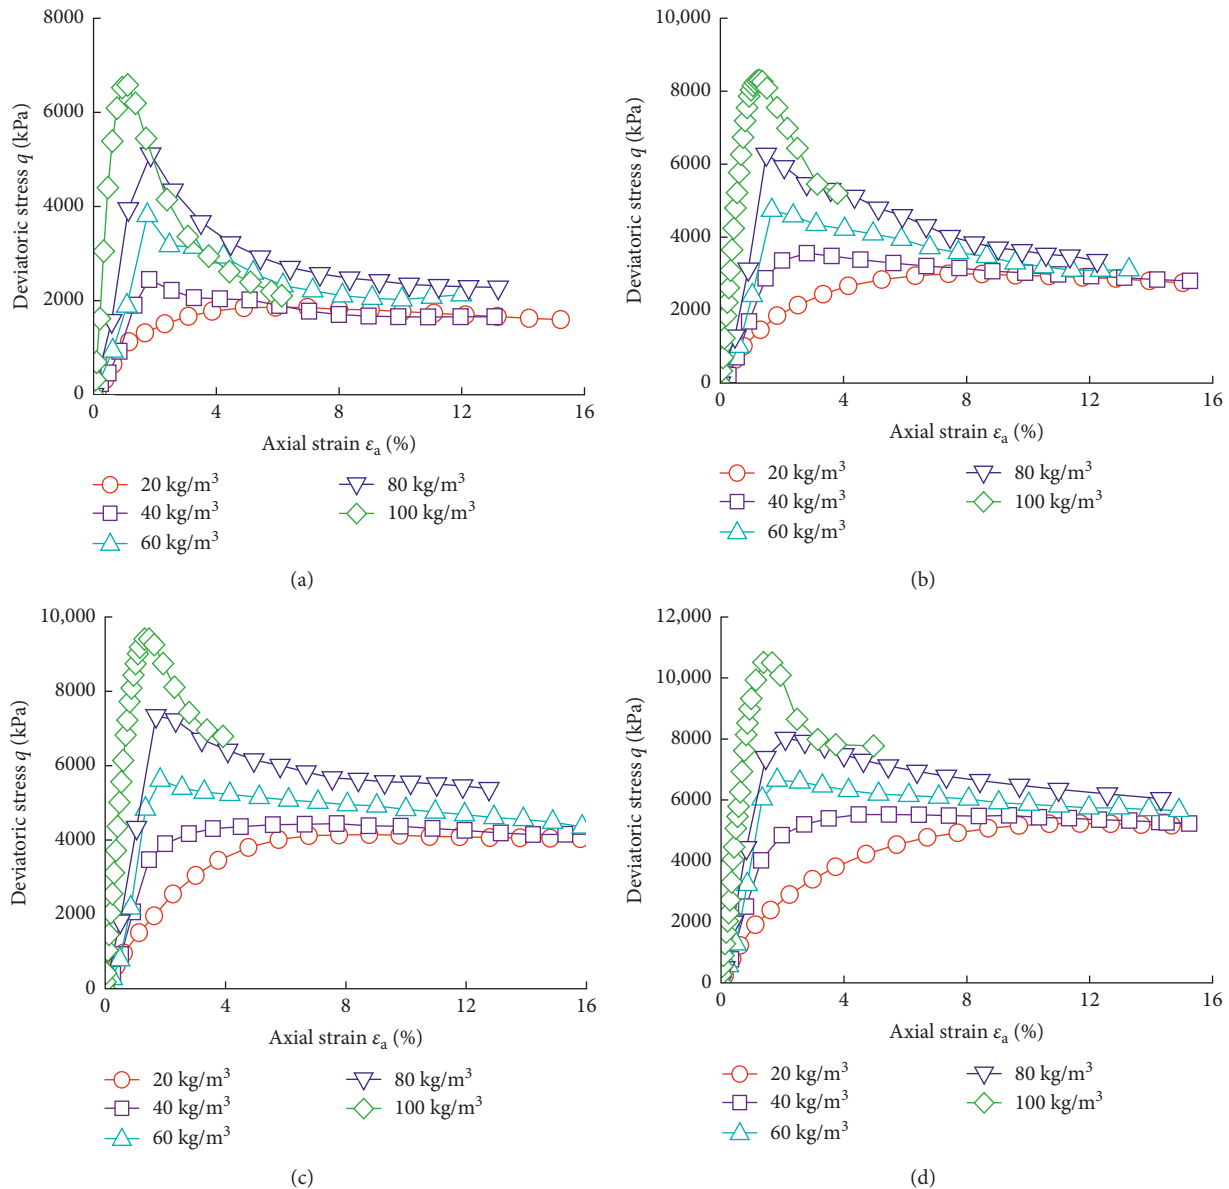 8000
6000
4000
2000
0
Deviatoric stress q (kPa)
0 4 8 12 16
Axial strain εa (%)
20 kg/m³
40 kg/m³
60 kg/m³
80 kg/m³
100 kg/m³
(a)
10,000
8000
6000
4000
2000
0
Deviatoric stress q (kPa)
0 4 8 12 16
Axial strain εa (%)
20 kg/m³
40 kg/m³
60 kg/m³
80 kg/m³
100 kg/m³
(b)
10,000
8000
6000
4000
2000
0
Deviatoric stress q (kPa)
0 4 8 12 16
Axial strain εa (%)
20 kg/m³
40 kg/m³
60 kg/m³
80 kg/m³
100 kg/m³
(c)
12,000
10,000
8000
6000
4000
2000
0
Deviatoric stress q (kPa)
0 4 8 12 16
Axial strain εa (%)
20 kg/m³
40 kg/m³
60 kg/m³
80 kg/m³
100 kg/m³
(d)